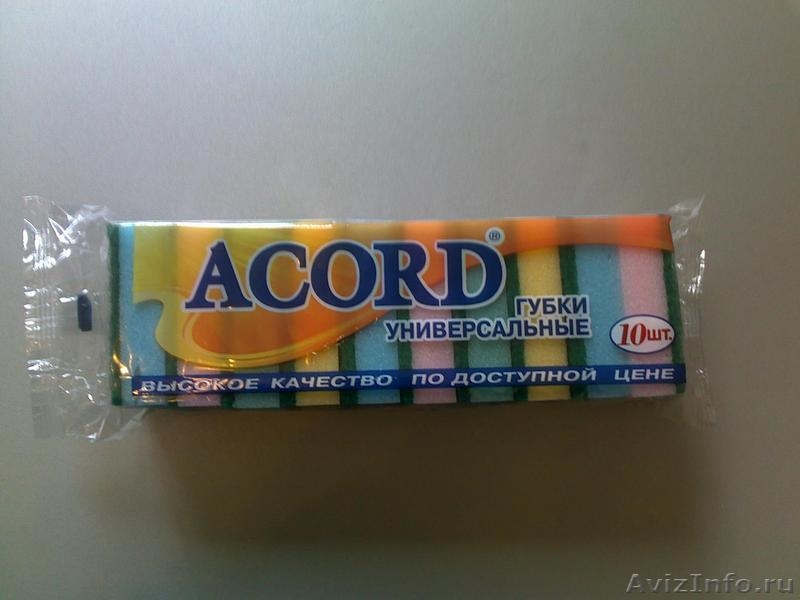 ACORD ®
ГУБКИ
УНИВЕРСАЛЬНЫЕ
10шт.
ВЫСОКОЕ КАЧЕСТВО ПО ДОСТУПНОЙ ЦЕНЕ
AvizInfo.ru